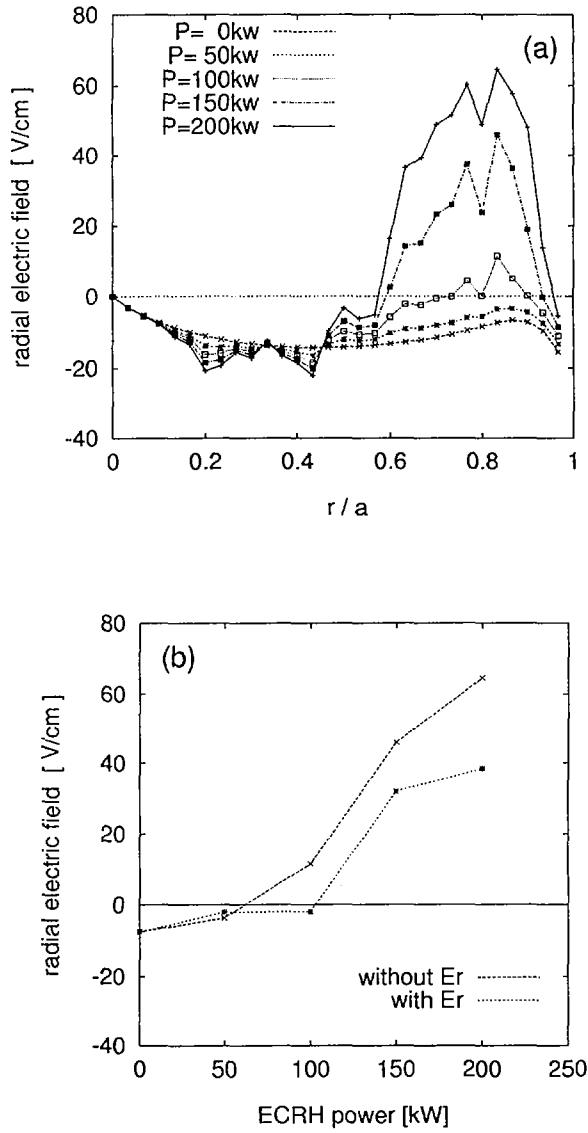 80
60
40
20
0
-20
-40
radial electric field [ V/cm ]
P= 0kw
P= 50kw
P=100kw
P=150kw
P=200kw
(a)
0 0.2 0.4 0.6 0.8 1
r / a
80
60
40
20
0
-20
-40
radial electric field [ V/cm ]
(b)
without Er
with Er
0 50 100 150 200 250
ECRH power [kW]